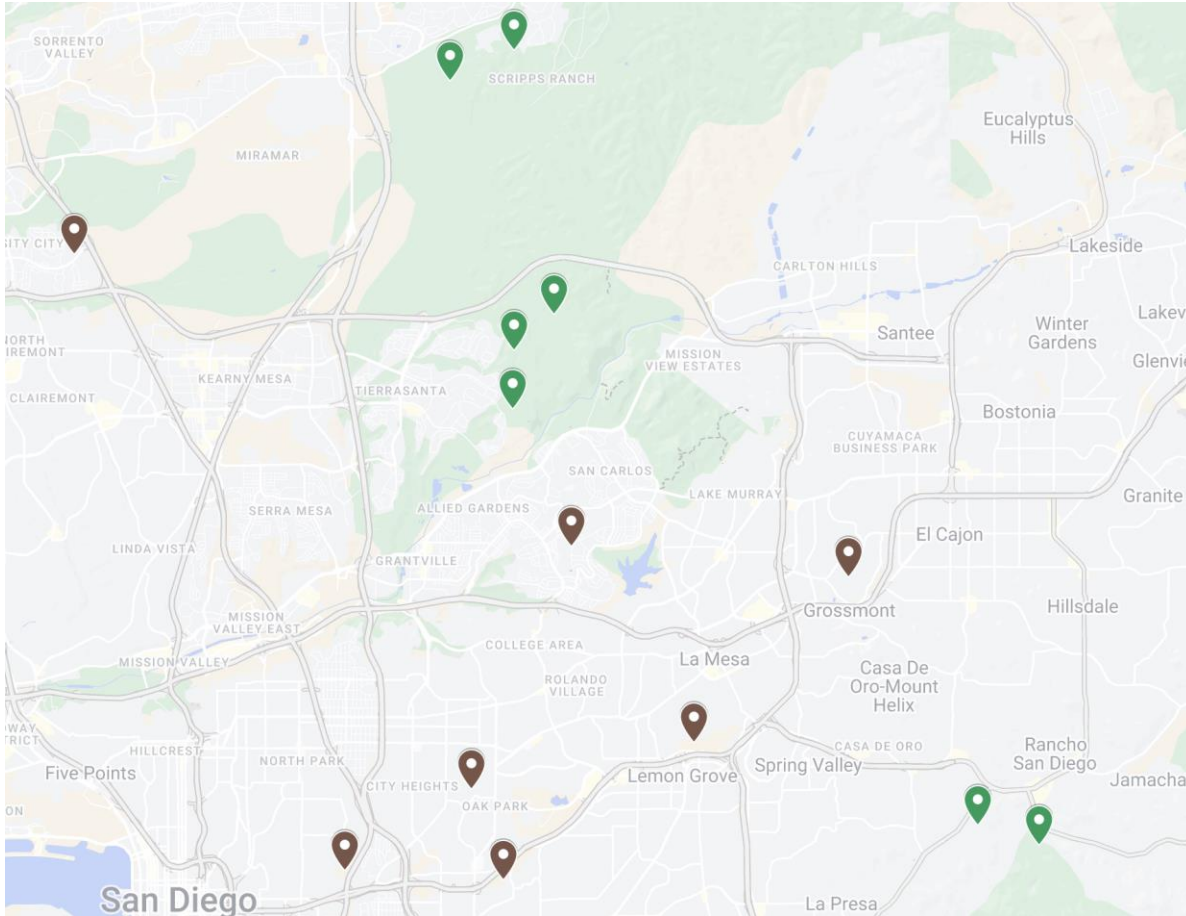 SORRENTO
VALLEY
SCRIPPS RANCH
Eucalyptus
Hills
MIRAMAR
SITY CITY
Lakeside
CARLTON HILLS
NORTH
IREMONT
KEARNY MESA
Santee
Winter
Gardens
Lakev
MISSION
VIEW ESTATES
Glenvie
CLAIREMONT
TIERRASANTA
Bostonia
CUYAMACA
BUSINESS PARK
SAN CARLOS
LAKE MURRAY
Granite
SERRA MESA
ALLIED GARDENS
El Cajon
LINDA VISTA
GRANTVILLE
Grossmont
Hillsdale
MISSION
VALLEY EAST
COLLEGE AREA
MISSION VALLEY
La Mesa
ROLANDO
VILLAGE
Casa De
Oro-Mount
Helix
DWAY
TRICT
HILLCREST
NORTH PARK
CASA DE ORO
Rancho
San Diego
Five Points
CITY HEIGHTS
Lemon Grove
Spring Valley
Jamacha
OAK PARK
ON
San Diego
La Presa